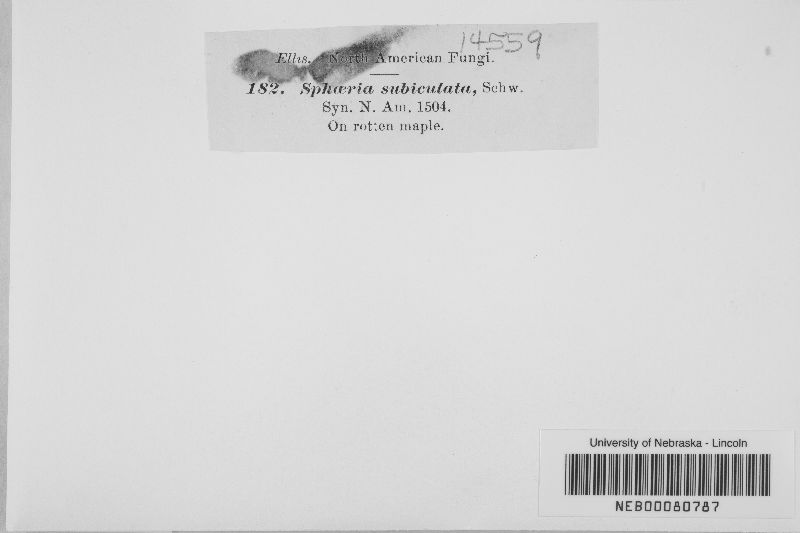 14559
Ellis. North American Fungi.
182. Sphæria subiculata, Schw.
Syn. N. Am. 1504.
On rotten maple.
University of Nebraska - Lincoln
NEB00080787